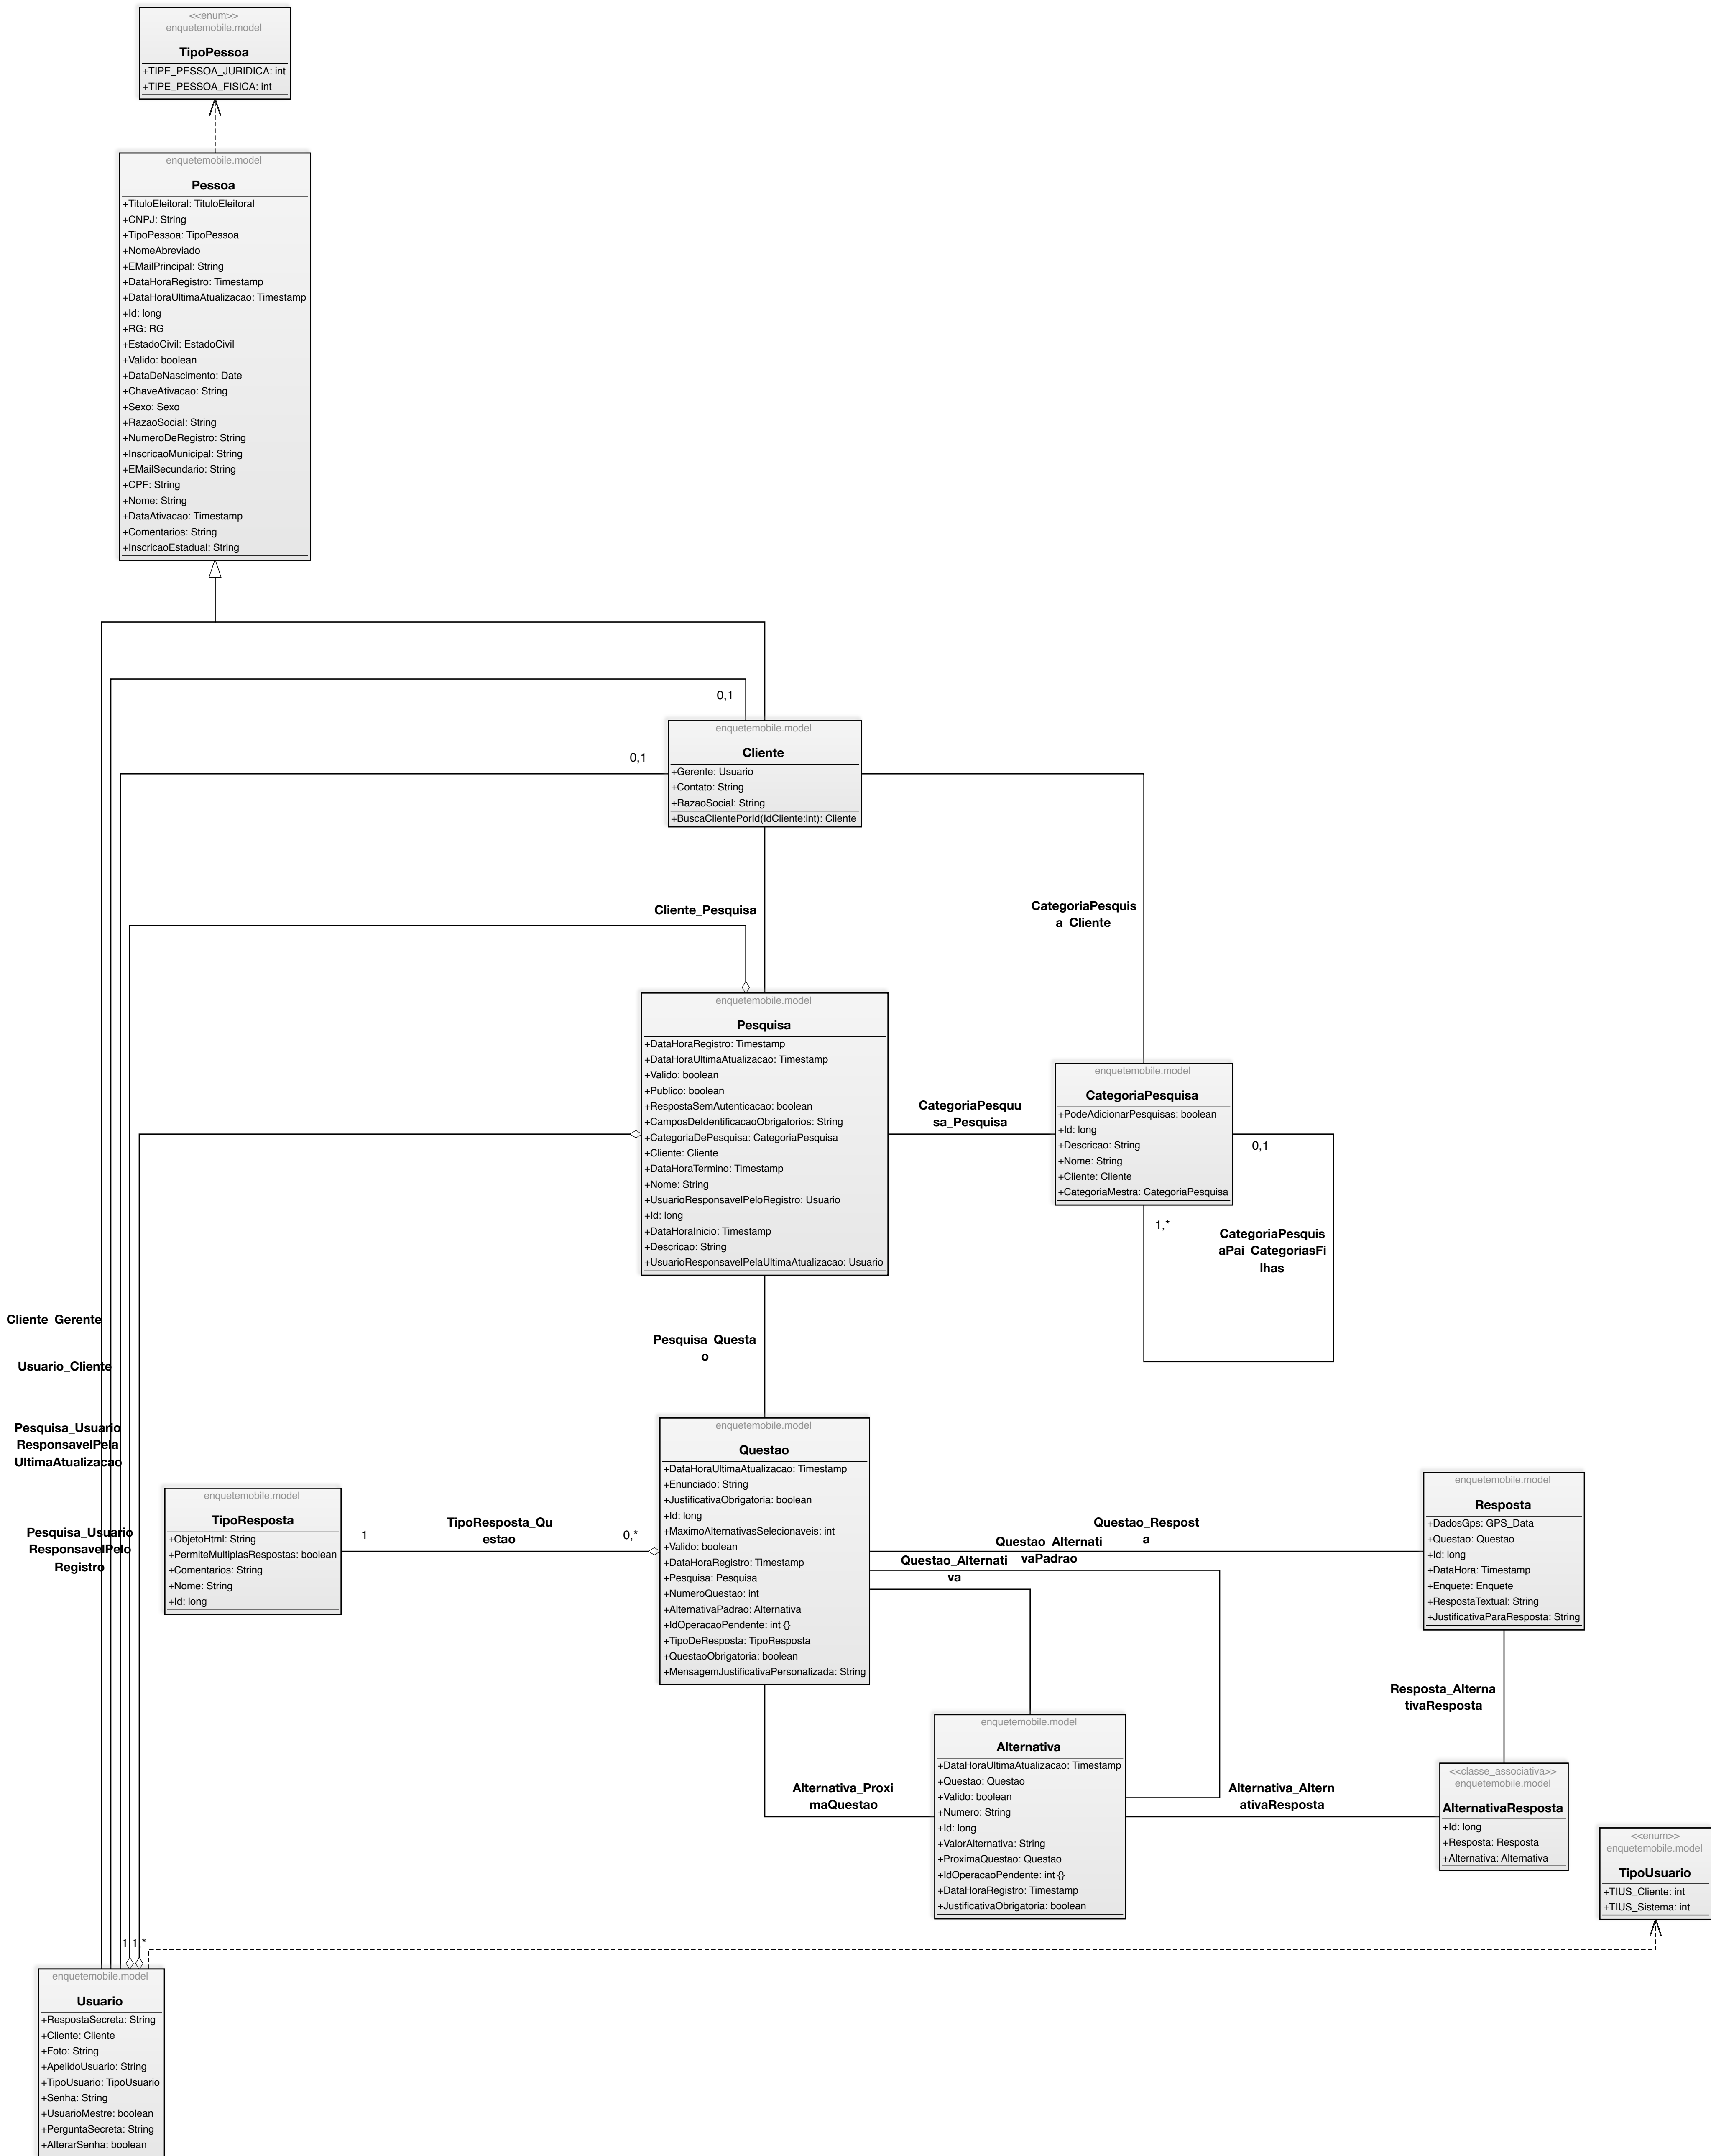 <<enum>>
enquetemobile.model
TipoPessoa
+TIPE_PESSOA_JURIDICA: int
+TIPE_PESSOA_FISICA: int
enquetemobile.model
Pessoa
+TituloEleitoral: TituloEleitoral
+CNPJ: String
+TipoPessoa: TipoPessoa
+NomeAbreviado
+EMailPrincipal: String
+DataHoraRegistro: Timestamp
+DataHoraUltimaAtualizacao: Timestamp
+Id: long
+RG: RG
+EstadoCivil: EstadoCivil
+Valido: boolean
+DataDeNascimento: Date
+ChaveAtivacao: String
+Sexo: Sexo
+RazaoSocial: String
+NumeroDeRegistro: String
+InscricaoMunicipal: String
+EMailSecundario: String
+CPF: String
+Nome: String
+DataAtivacao: Timestamp
+Comentarios: String
+InscricaoEstadual: String
0,1
0,1
enquetemobile.model
Cliente
+Gerente: Usuario
+Contato: String
+RazaoSocial: String
+BuscaClientePorId(IdCliente:int): Cliente
Cliente_Pesquisa
CategoriaPesquis
a_Cliente
enquetemobile.model
Pesquisa
+DataHoraRegistro: Timestamp
+DataHoraUltimaAtualizacao: Timestamp
+Valido: boolean
+Publico: boolean
+RespostaSemAutenticacao: boolean
+CamposDeIdentificacaoObrigatorios: String
+CategoriaDePesquisa: CategoriaPesquisa
+Cliente: Cliente
+DataHoraTermino: Timestamp
+Nome: String
+UsuarioResponsavelPeloRegistro: Usuario
+Id: long
+DataHoraInicio: Timestamp
+Descricao: String
+UsuarioResponsavelPelaUltimaAtualizacao: Usuario
CategoriaPesquu
sa_Pesquisa
enquetemobile.model
CategoriaPesquisa
+PodeAdicionarPesquisas: boolean
+Id: long
+Descricao: String
+Nome: String
+Cliente: Cliente
+CategoriaMestra: CategoriaPesquisa
0,1
1,*
CategoriaPesquis
aPai_CategoriasFi
lhas
Cliente_Gerente
Usuario_Cliente
Pesquisa_Usuario
ResponsavelPela
UltimaAtualizacao
Pesquisa_Usuario
ResponsavelPelo
Registro
Pesquisa_Questa
o
enquetemobile.model
TipoResposta
+ObjetoHtml: String
+PermiteMultiplasRespostas: boolean
+Comentarios: String
+Nome: String
+Id: long
1
TipoResposta_Qu
estao
0,*
enquetemobile.model
Questao
+DataHoraUltimaAtualizacao: Timestamp
+Enunciado: String
+JustificativaObrigatoria: boolean
+Id: long
+MaximoAlternativasSelecionaveis: int
+Valido: boolean
+DataHoraRegistro: Timestamp
+Pesquisa: Pesquisa
+NumeroQuestao: int
+AlternativaPadrao: Alternativa
+IdOperacaoPendente: int {}
+TipoDeResposta: TipoResposta
+QuestaoObrigatoria: boolean
+MensagemJustificativaPersonalizada: String
Questao_Respost
a
Questao_Alternati
vaPadrao
Questao_Alternati
va
enquetemobile.model
Resposta
+DadosGps: GPS_Data
+Questao: Questao
+Id: long
+DataHora: Timestamp
+Enquete: Enquete
+RespostaTextual: String
+JustificativaParaResposta: String
Resposta_Alterna
tivaResposta
Alternativa_Proxi
maQuestao
enquetemobile.model
Alternativa
+DataHoraUltimaAtualizacao: Timestamp
+Questao: Questao
+Valido: boolean
+Numero: String
+Id: long
+ValorAlternativa: String
+ProximaQuestao: Questao
+IdOperacaoPendente: int {}
+DataHoraRegistro: Timestamp
+JustificativaObrigatoria: boolean
Alternativa_Altern
ativaResposta
<<classe_associativa>>
enquetemobile.model
AlternativaResposta
+Id: long
+Resposta: Resposta
+Alternativa: Alternativa
<<enum>>
enquetemobile.model
TipoUsuario
+TIUS_Cliente: int
+TIUS_Sistema: int
1 1,*
enquetemobile.model
Usuario
+RespostaSecreta: String
+Cliente: Cliente
+Foto: String
+ApelidoUsuario: String
+TipoUsuario: TipoUsuario
+Senha: String
+UsuarioMestre: boolean
+PerguntaSecreta: String
+AlterarSenha: boolean